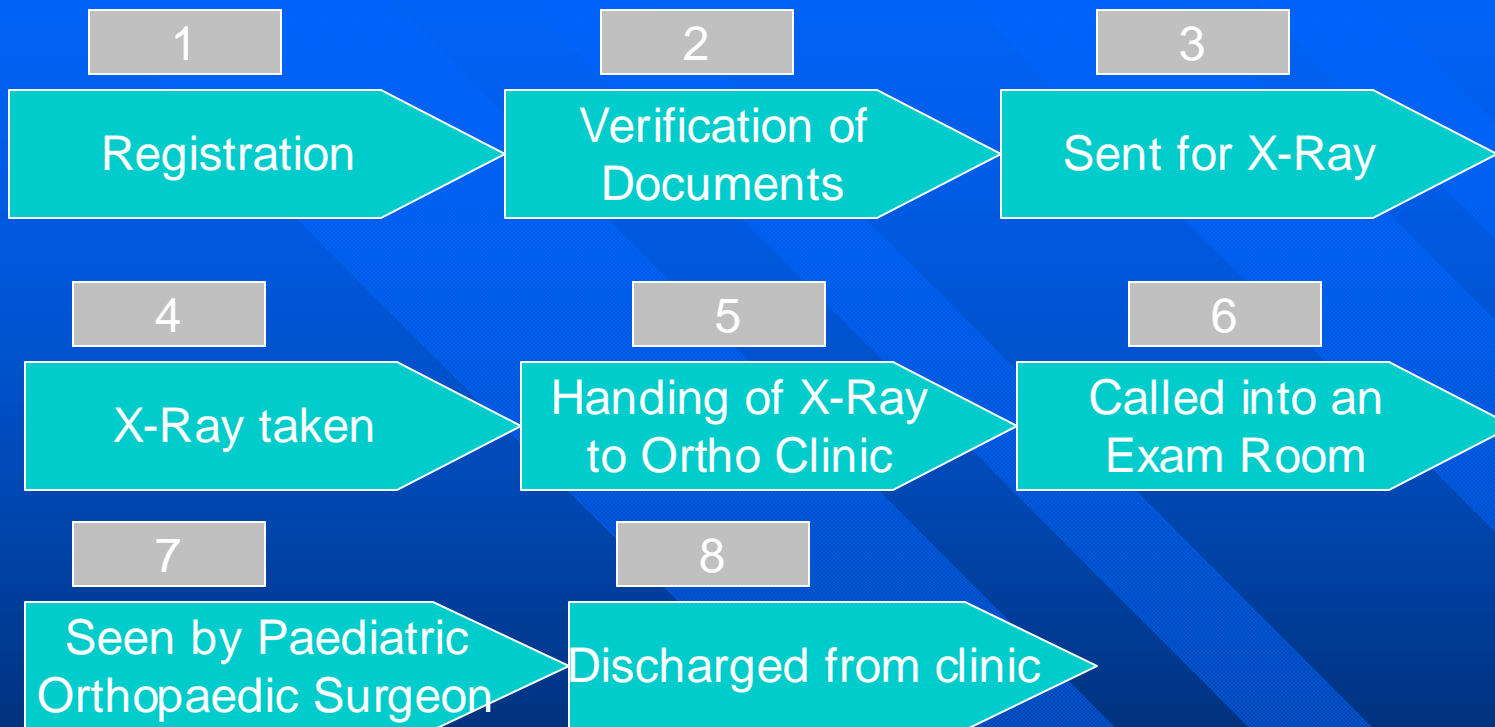 1
2
3
Registration
Verification of
Documents
Sent for X-Ray
4
5
6
X-Ray taken
Handing of X-Ray
to Ortho Clinic
Called into an
Exam Room
7
8
Seen by Paediatric
Orthopaedic Surgeon
Discharged from clinic